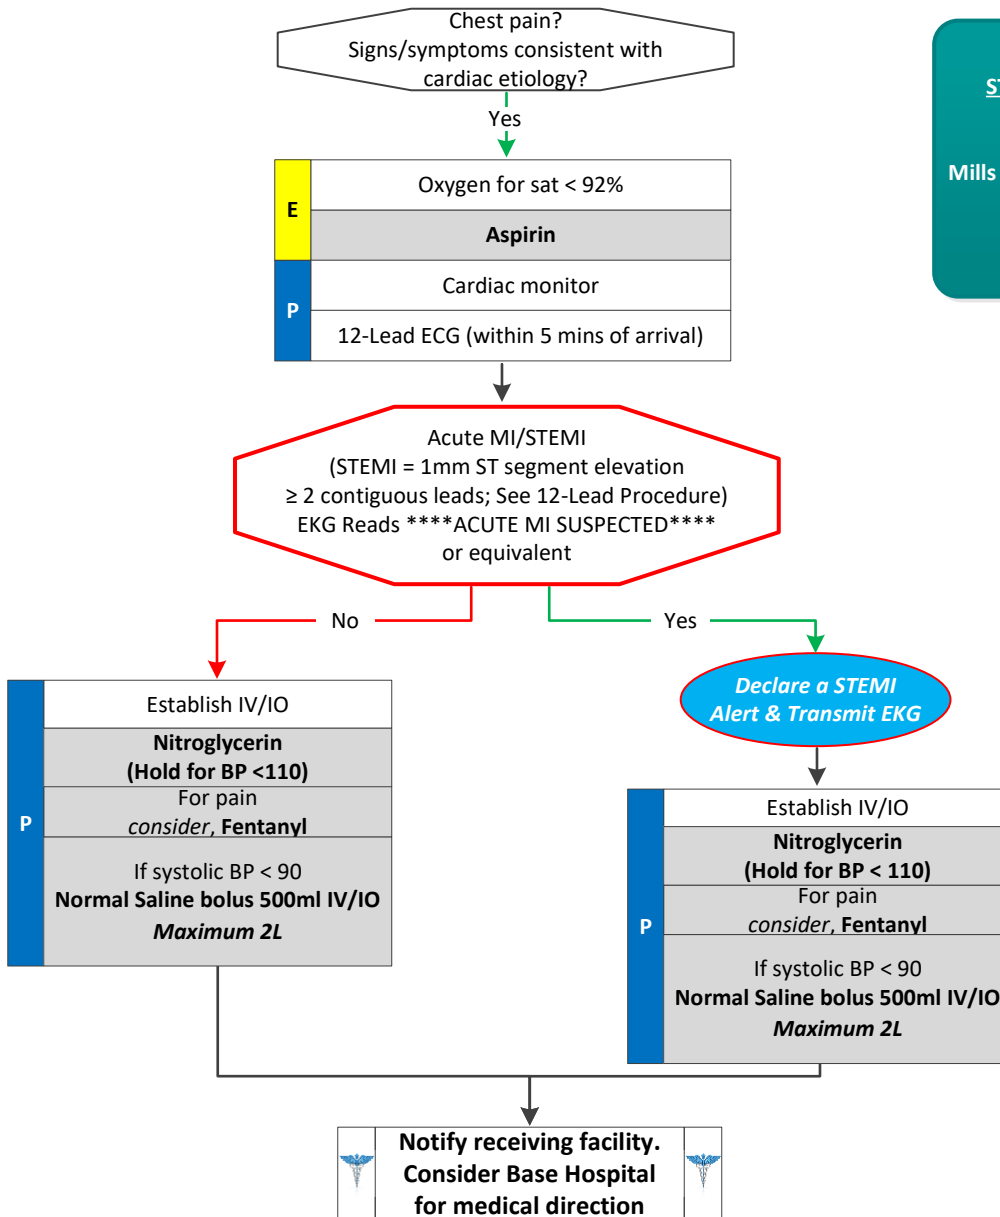 Chest pain?
Signs/symptoms consistent with
cardiac etiology?
Yes
E
Oxygen for sat < 92%
Aspirin
P
Cardiac monitor
12-Lead ECG (within 5 mins of arrival)
Mills
Acute MI/STEMI
(STEMI = 1mm ST segment elevation
≥ 2 contiguous leads; See 12-Lead Procedure)
EKG Reads ****ACUTE MI SUSPECTED****
or equivalent
No
Yes
Declare a STEMI
Alert & Transmit EKG
P
Establish IV/IO
Nitroglycerin
(Hold for BP <110)
For pain
consider, Fentanyl
If systolic BP < 90
Normal Saline bolus 500ml IV/IO
Maximum 2L
P
Establish IV/IO
Nitroglycerin
(Hold for BP < 110)
For pain
consider, Fentanyl
If systolic BP < 90
Normal Saline bolus 500ml IV/IO
Maximum 2L
Notify receiving facility.
Consider Base Hospital
for medical direction